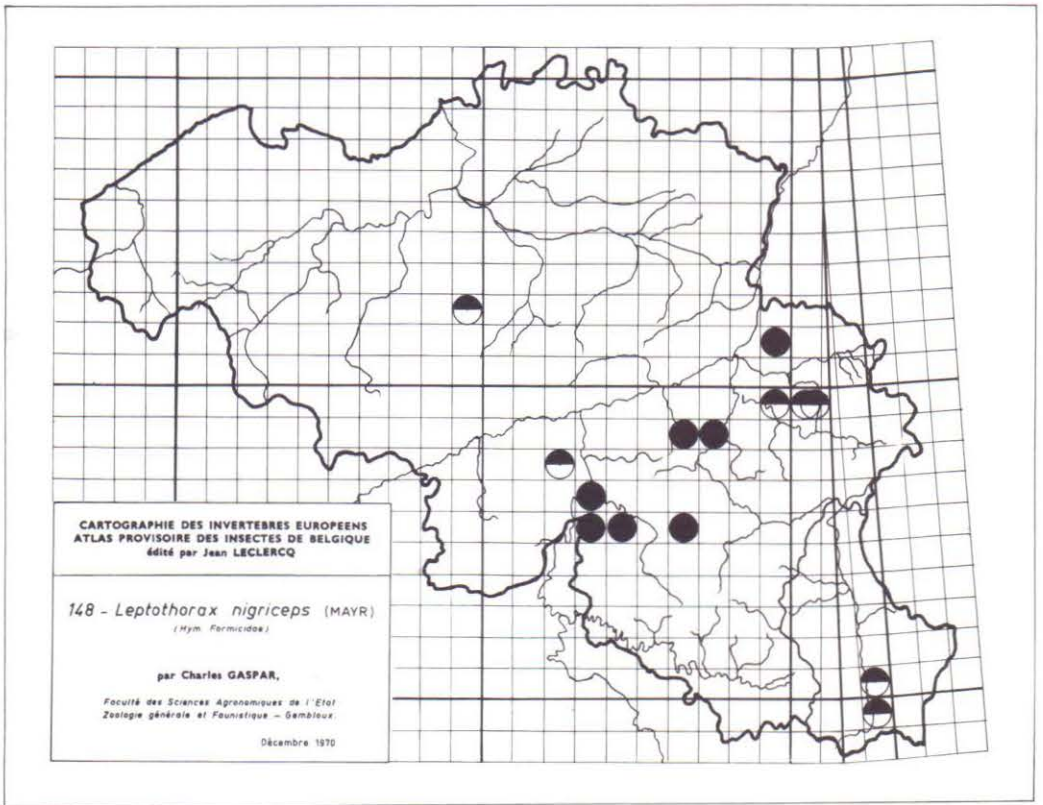 CARTOGRAPHIE DES INVERTEBRES EUROPEENS
ATLAS PROVISOIRE DES INSECTES DE BELGIQUE
édité par Jean LECLERCQ
148 - Leptothorax nigriceps (MAYR)
(Hym. Formicidae)
par Charles GASPAR,
Faculté des Sciences Agronomiques de l'Etat
Zoologie générale et Faunistique - Gembloux.
Décembre 1970